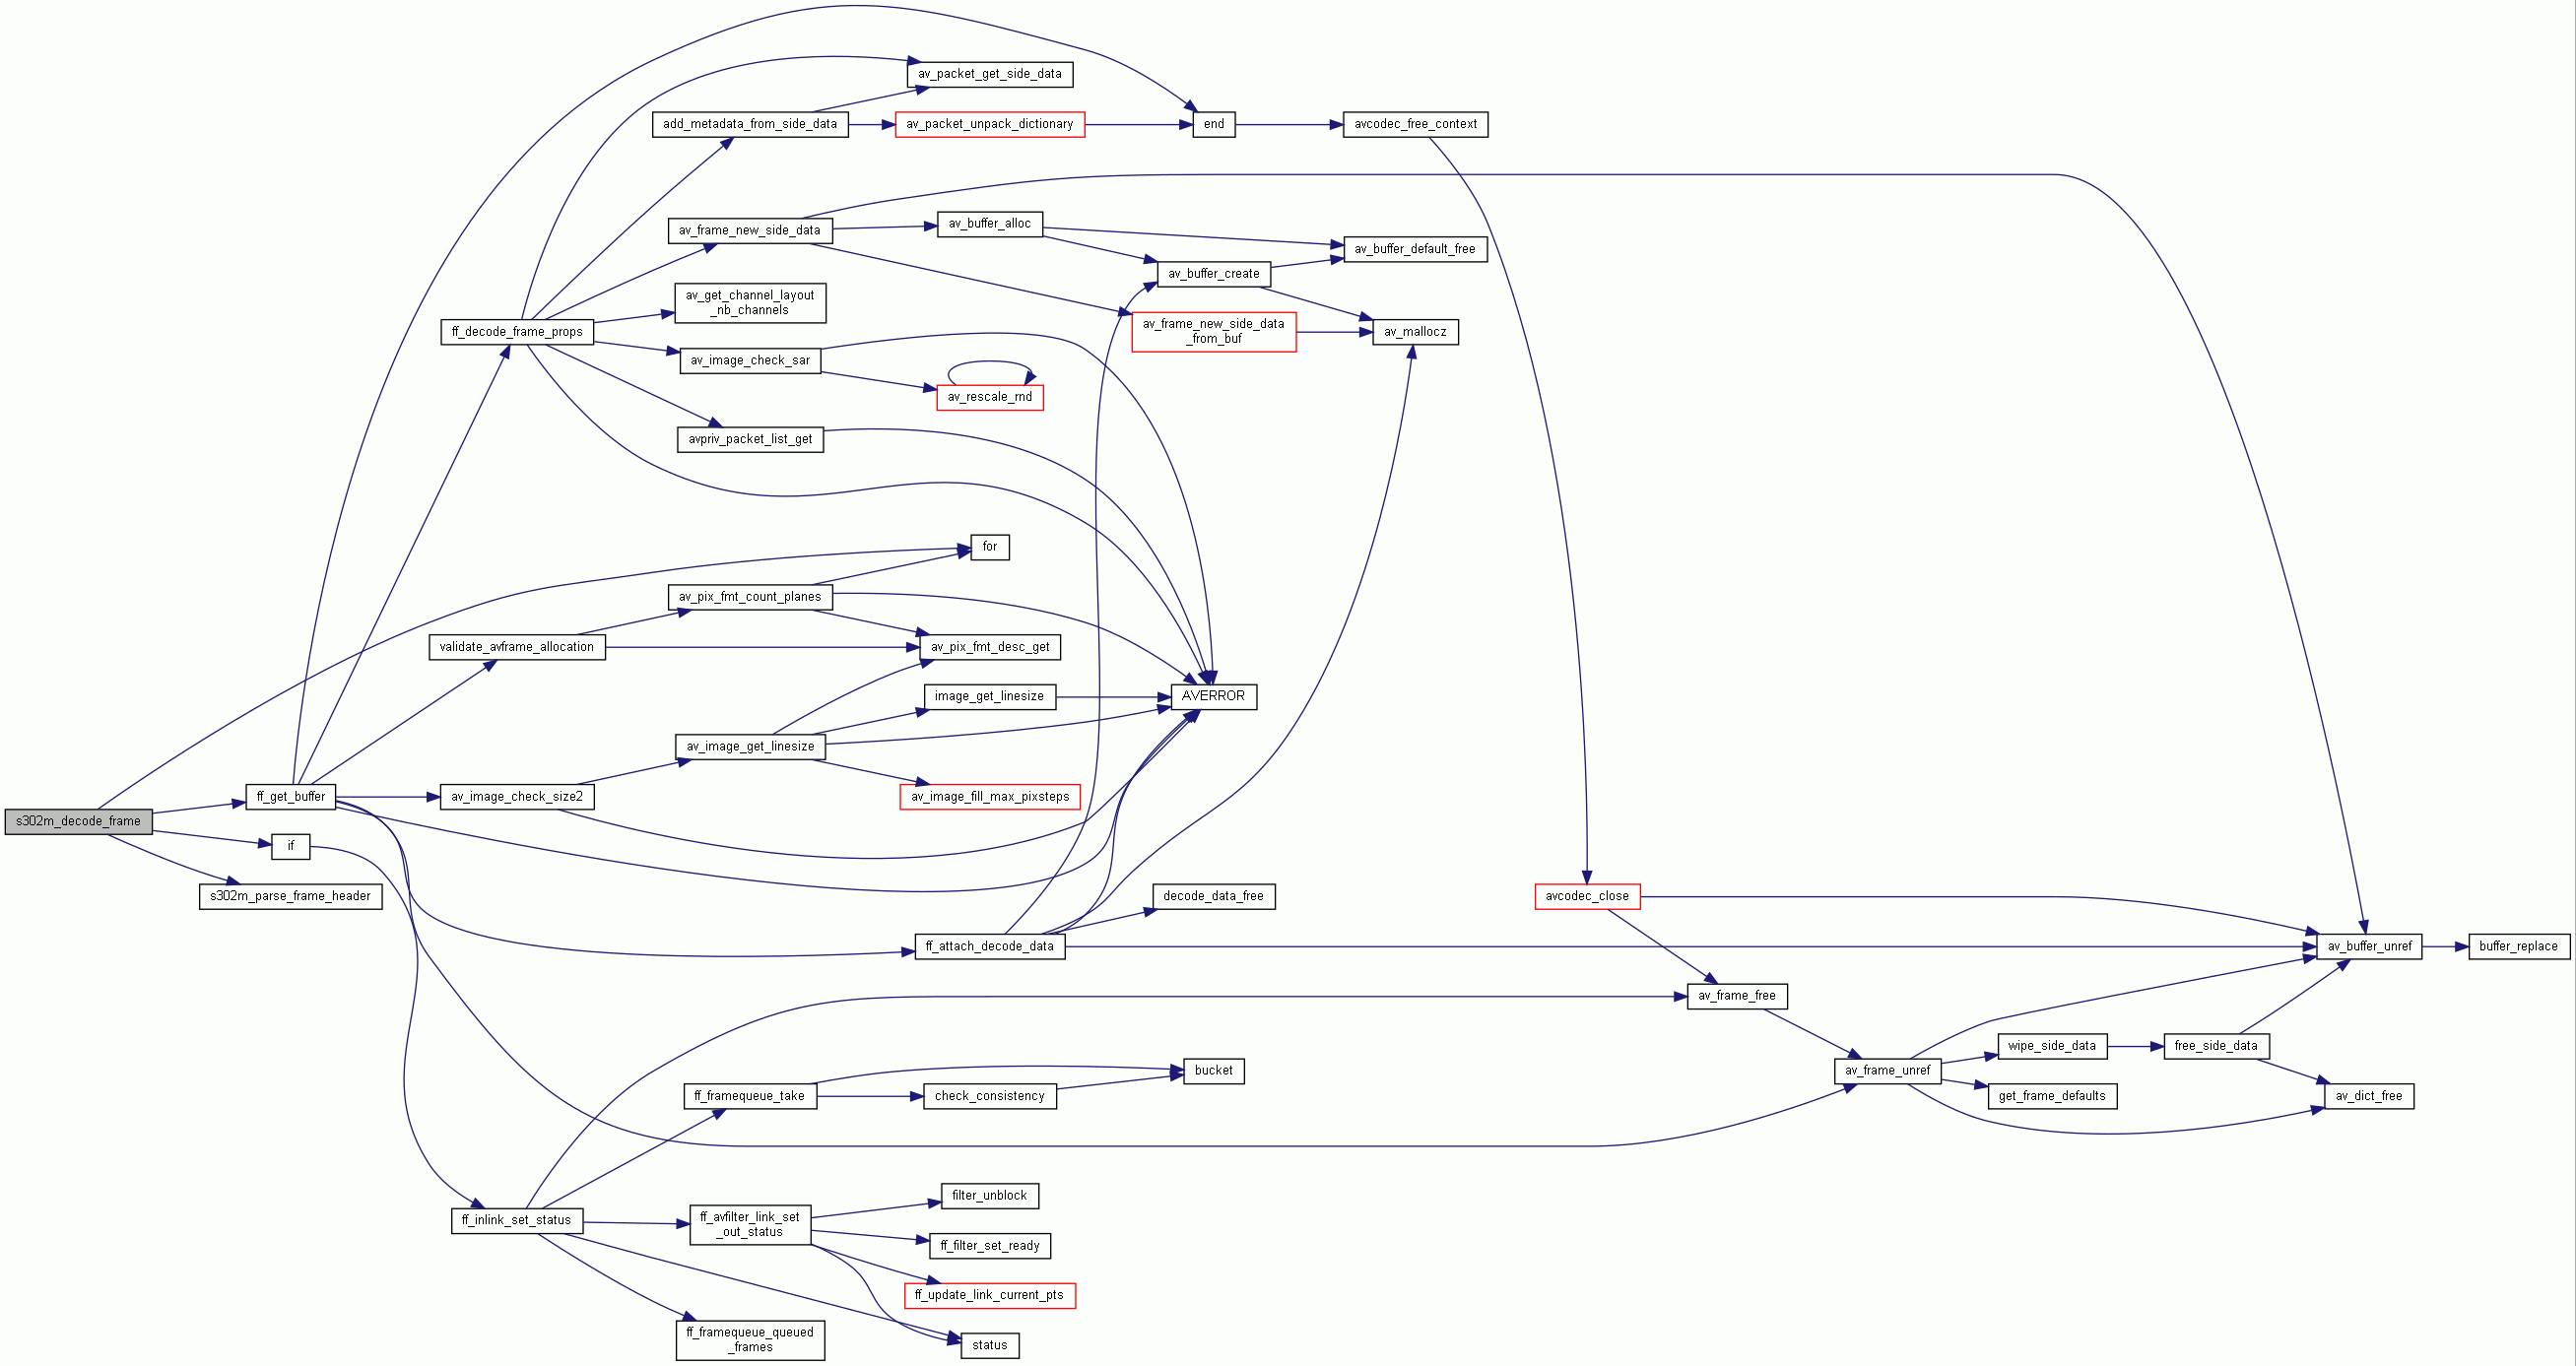 av_packet_get_side_data
add_metadata_from_side_data
av_packet_unpack_dictionary
end
avcodec_free_context
av_frame_new_side_data
av_buffer_alloc
av_buffer_default_free
av_buffer_create
av_get_channel_layout
_nb_channels
ff_decode_frame_props
av_frame_new_side_data
_from_buf
av_mallocz
av_image_check_sar
av_rescale_rnd
avpriv_packet_list_get
for
av_pix_fmt_count_planes
validate_avframe_allocation
av_pix_fmt_desc_get
image_get_linesize
AVERROR
av_image_get_linesize
ff_get_buffer
av_image_check_size2
av_image_fill_max_pixsteps
s302m_decode_frame
if
s302m_parse_frame_header
decode_data_free
avcodec_close
ff_attach_decode_data
av_buffer_unref
buffer_replace
av_frame_free
wipe_side_data
free_side_data
bucket
av_frame_unref
ff_framequeue_take
check_consistency
get_frame_defaults
av_dict_free
filter_unblock
ff_inlink_set_status
ff_avfilter_link_set
_out_status
ff_filter_set_ready
ff_update_link_current_pts
ff_framequeue_queued
_frames
status